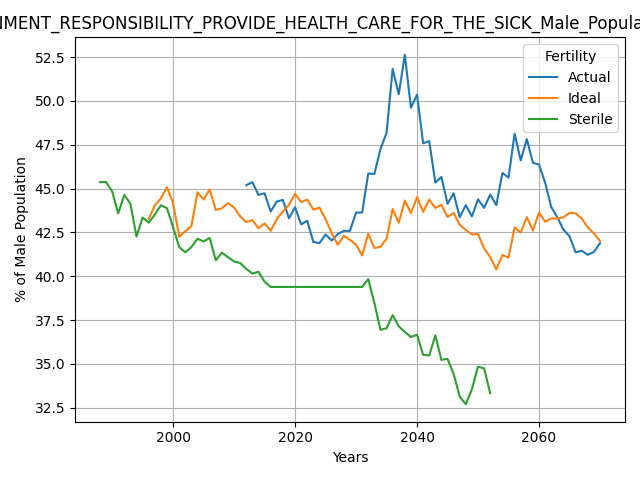 NMENT_RESPONSIBILITY_PROVIDE_HEALTH_CARE_FOR_THE_SICK_Male_Popula
Fertility
Actual
Ideal
Sterile
% of Male Population
52.5
50.0
47.5
45.0
42.5
40.0
37.5
35.0
32.5
2000 2020 2040 2060
Years